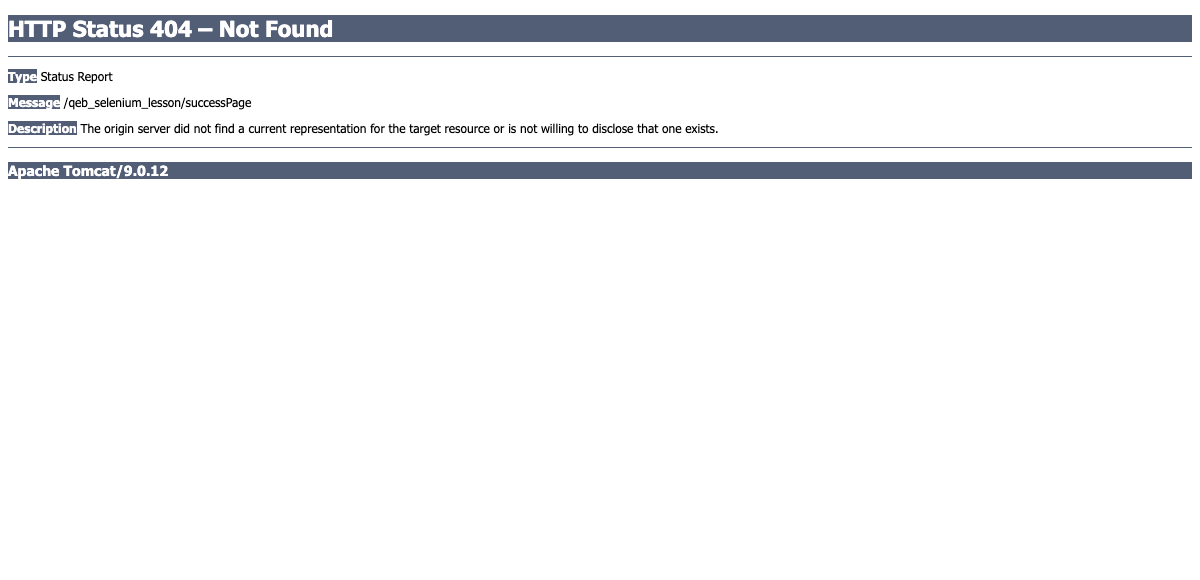 HTTP Status 404 – Not Found
Type Status Report
Message /qeb_selenium_lesson/successPage
Description The origin server did not find a current representation for the target resource or is not willing to disclose that one exists.
Apache Tomcat/9.0.12